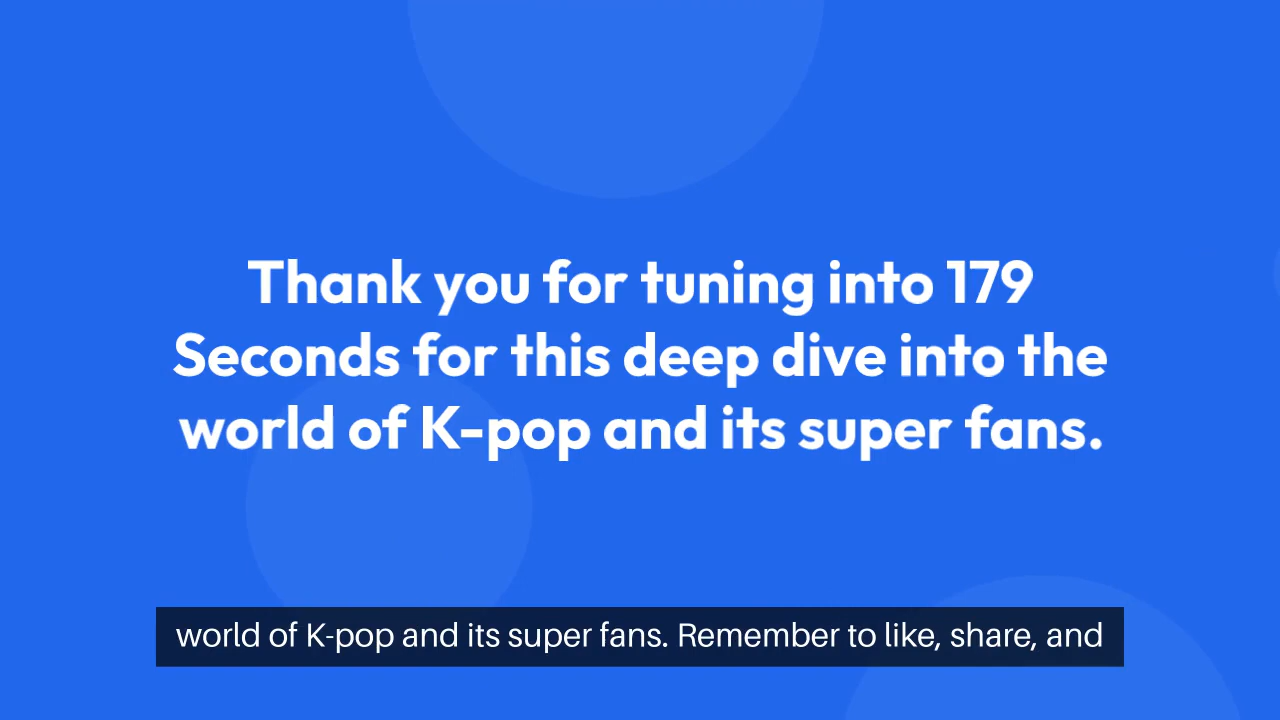 Thank you for tuning into 179
Seconds for this deep dive into the
world of K-pop and its super fans.
world of K-pop and its super fans. Remember to like, share, and